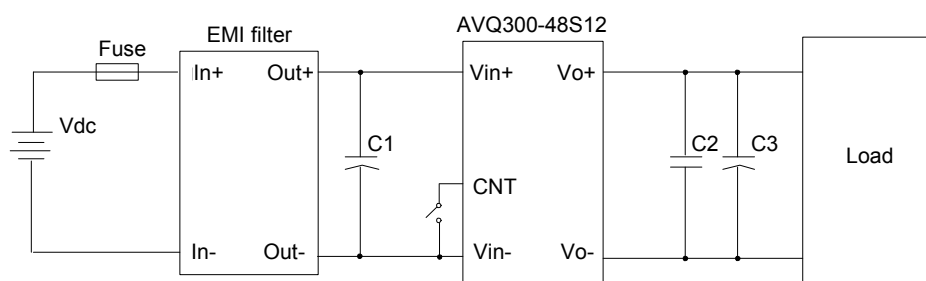 AVQ300-48S12
EMI filter
Fuse
In+ Out+ Vin+ Vo+
Vdc C1 C2 C3 Load
CNT
In- Out- Vin- Vo-